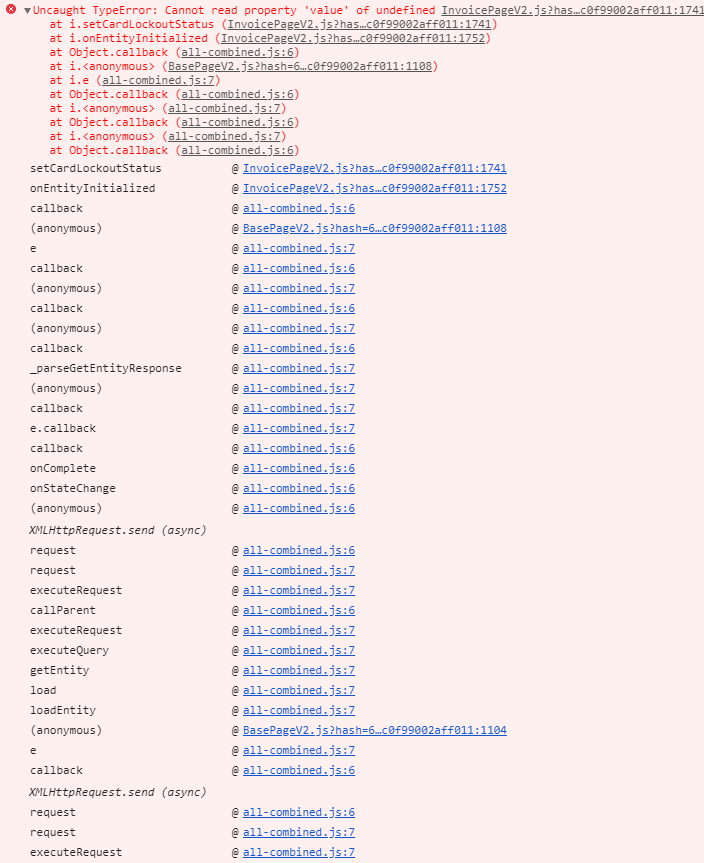 Uncaught TypeError: Cannot read property 'value' of undefined InvoicePageV2.js?has…c0f99002aff011:1741
at i.setCardLockoutStatus (InvoicePageV2.js?has…c0f99002aff011:1741)
at i.onEntityInitialized (InvoicePageV2.js?has…c0f99002aff011:1752)
at Object.callback (all-combined.js:6)
at i.<anonymous> (BasePageV2.js?hash=6…c0f99002aff011:1108)
at i.e (all-combined.js:7)
at Object.callback (all-combined.js:6)
at i.<anonymous> (all-combined.js:7)
at Object.callback (all-combined.js:6)
at i.<anonymous> (all-combined.js:7)
at Object.callback (all-combined.js:6)
setCardLockoutStatus @ InvoicePageV2.js?has…c0f99002aff011:1741
onEntityInitialized @ InvoicePageV2.js?has…c0f99002aff011:1752
callback @ all-combined.js:6
(anonymous) @ BasePageV2.js?hash=6…c0f99002aff011:1108
e @ all-combined.js:7
callback @ all-combined.js:6
(anonymous) @ all-combined.js:7
callback @ all-combined.js:6
(anonymous) @ all-combined.js:7
callback @ all-combined.js:6
_parseGetEntityResponse @ all-combined.js:7
(anonymous) @ all-combined.js:7
callback @ all-combined.js:7
e.callback @ all-combined.js:7
callback @ all-combined.js:6
onComplete @ all-combined.js:6
onStateChange @ all-combined.js:6
(anonymous) @ all-combined.js:6
XMLHttpRequest.send (async)
request @ all-combined.js:6
request @ all-combined.js:7
executeRequest @ all-combined.js:7
callParent @ all-combined.js:6
executeRequest @ all-combined.js:7
executeQuery @ all-combined.js:7
getEntity @ all-combined.js:7
load @ all-combined.js:7
loadEntity @ all-combined.js:7
(anonymous) @ BasePageV2.js?hash=6…c0f99002aff011:1104
e @ all-combined.js:7
callback @ all-combined.js:6
XMLHttpRequest.send (async)
request @ all-combined.js:6
request @ all-combined.js:7
executeRequest @ all-combined.js:7